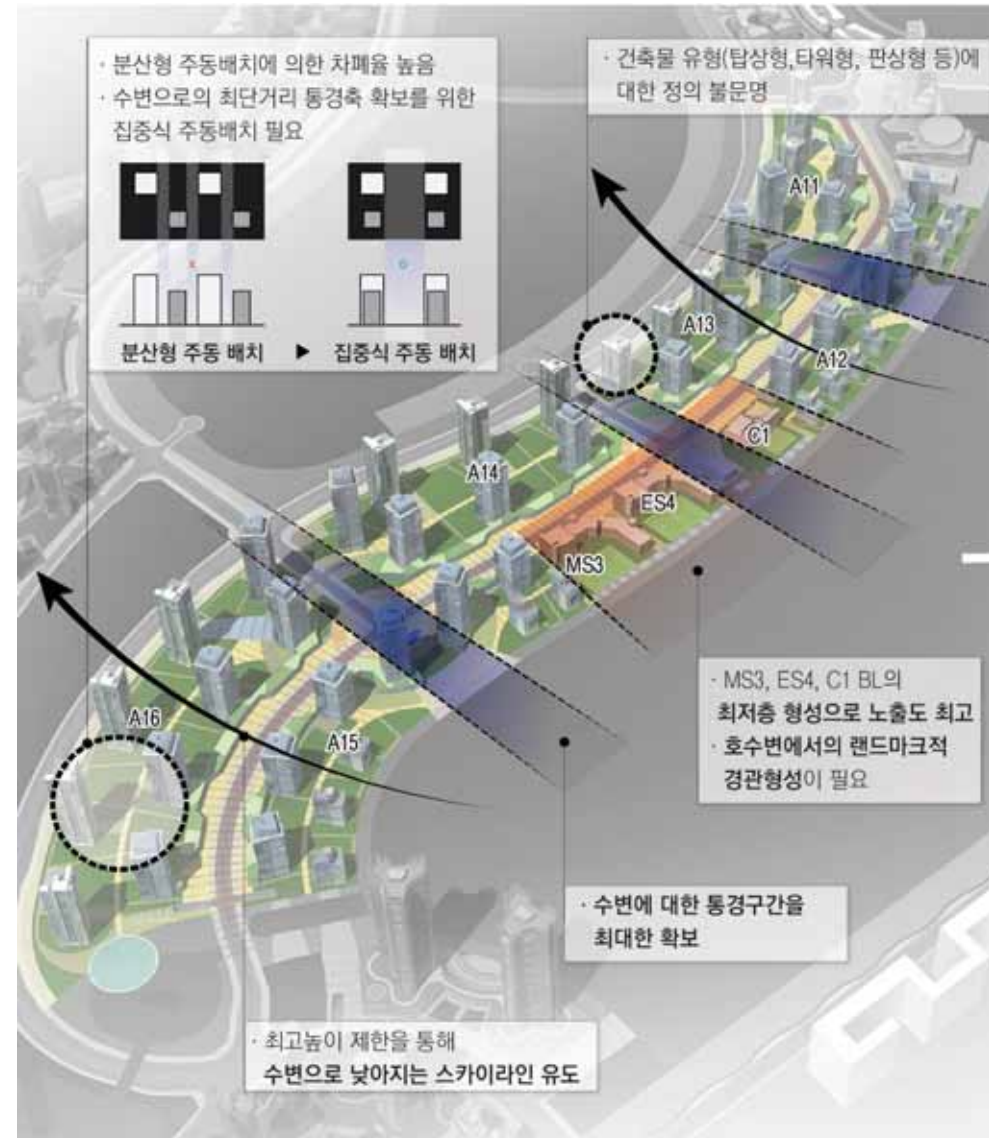 · 분산형 주동배치에 의한 차폐율 높음
· 수변으로의 최단거리 통경축 확보를 위한
집중식 주동배치 필요
분산형 주동 배치 ▶ 집중식 주동 배치
· 건축물 유형(탑상형,타워형, 판상형 등)에
대한 정의 불문명
A11
A13
A12
C1
A14
ES4
MS3
A16
A15
· MS3, ES4, C1 BL의
최저층 형성으로 노출도 최고
· 호수변에서의 랜드마크적
경관형성이 필요
· 수변에 대한 통경구간을
최대한 확보
· 최고높이 제한을 통해
수변으로 낮아지는 스카이라인 유도